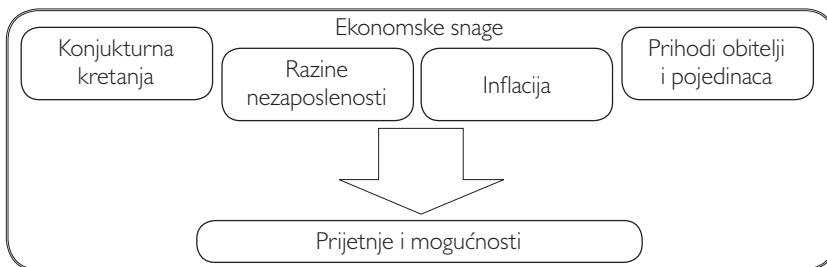 Ekonomske snage
Konjukturna
kretanja
Razine
nezaposlenosti
Inflacija
Prihodi obitelji
i pojedinaca
Prijetnje i mogućnosti